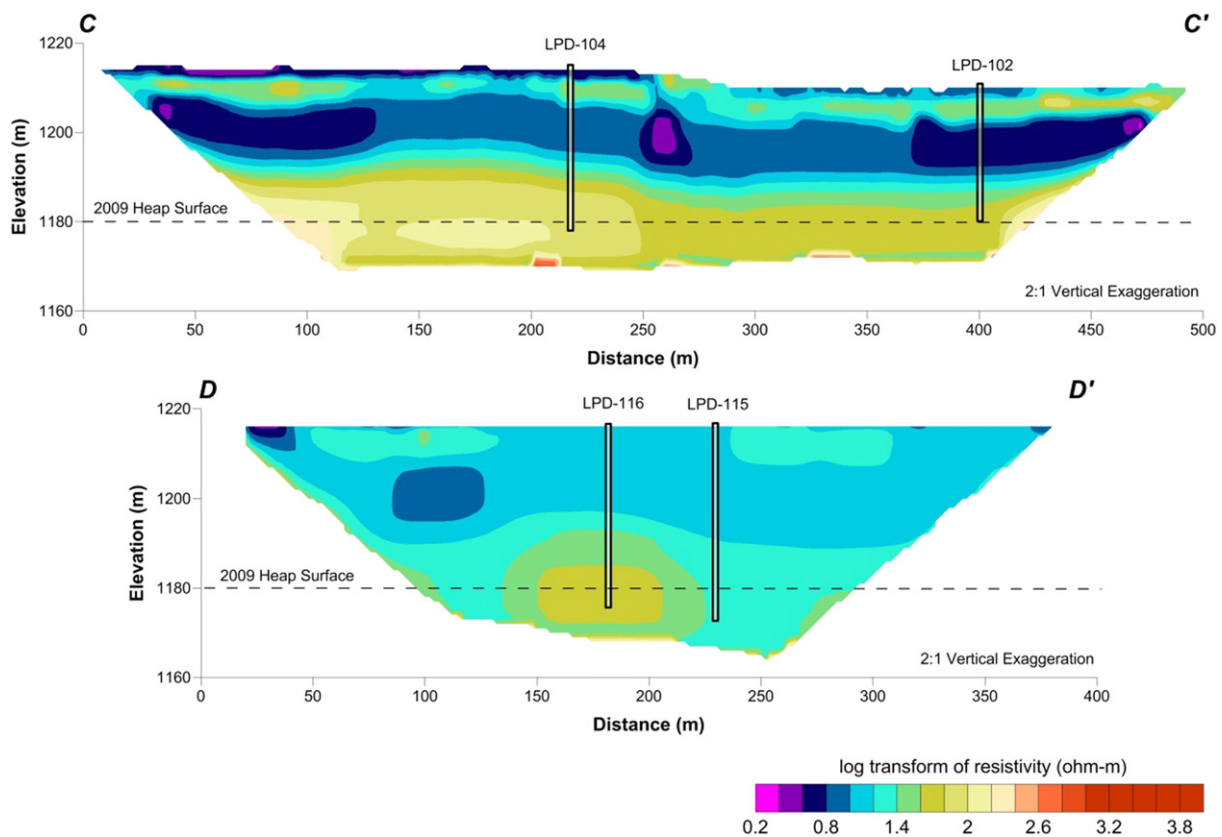 C C'
1220
LPD-104
LPD-102
1200
Elevation (m)
2009 Heap Surface
1180
2:1 Vertical Exaggeration
1160
0 50 100 150 200 250 300 350 400 450 500
Distance (m)
D D'
1220
LPD-116 LPD-115
1200
Elevation (m)
2009 Heap Surface
1180
2:1 Vertical Exaggeration
1160
0 50 100 150 200 250 300 350 400
Distance (m)
log transform of resistivity (ohm-m)
0.2 0.8 1.4 2 2.6 3.2 3.8